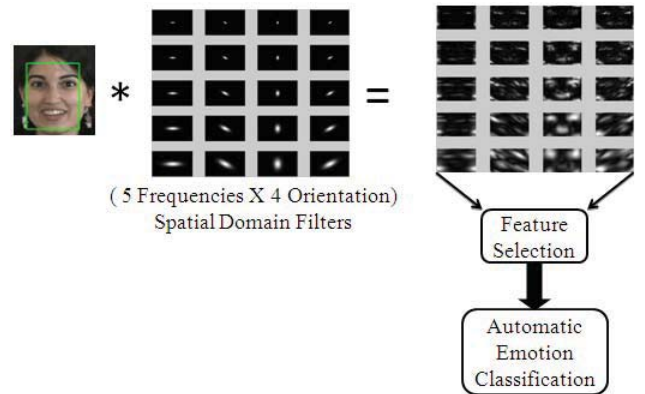 *
=
( 5 Frequencies X 4 Orientation)
Spatial Domain Filters
Feature
Selection
Automatic
Emotion
Classification